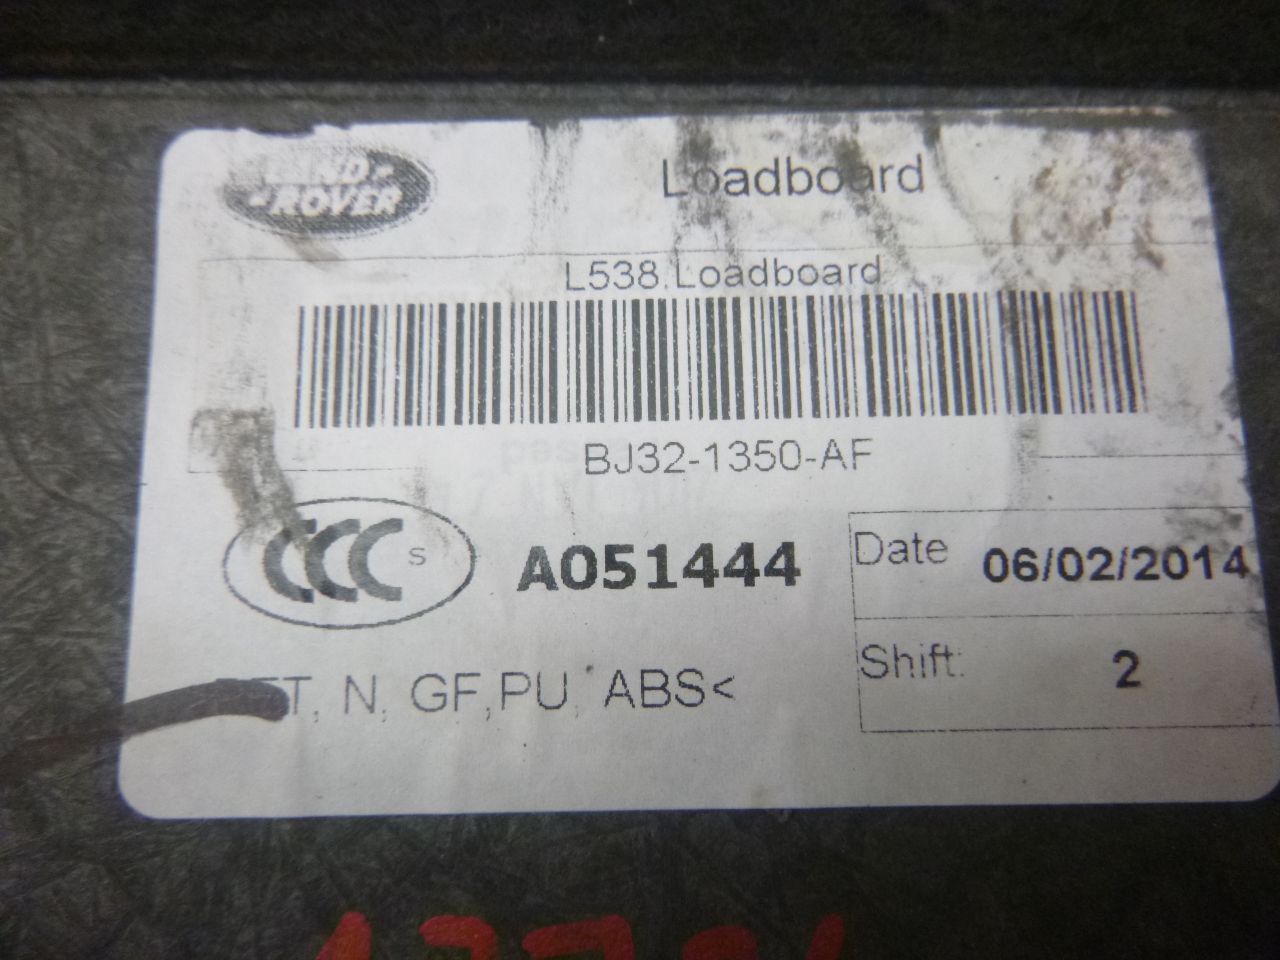 LAND
ROVER
Loadboard
L538.Loadboard
BJ32-1350-AF
CCC S
A051444
Date 06/02/2014
Shift: 2
T, N, GF,PU, ABS<